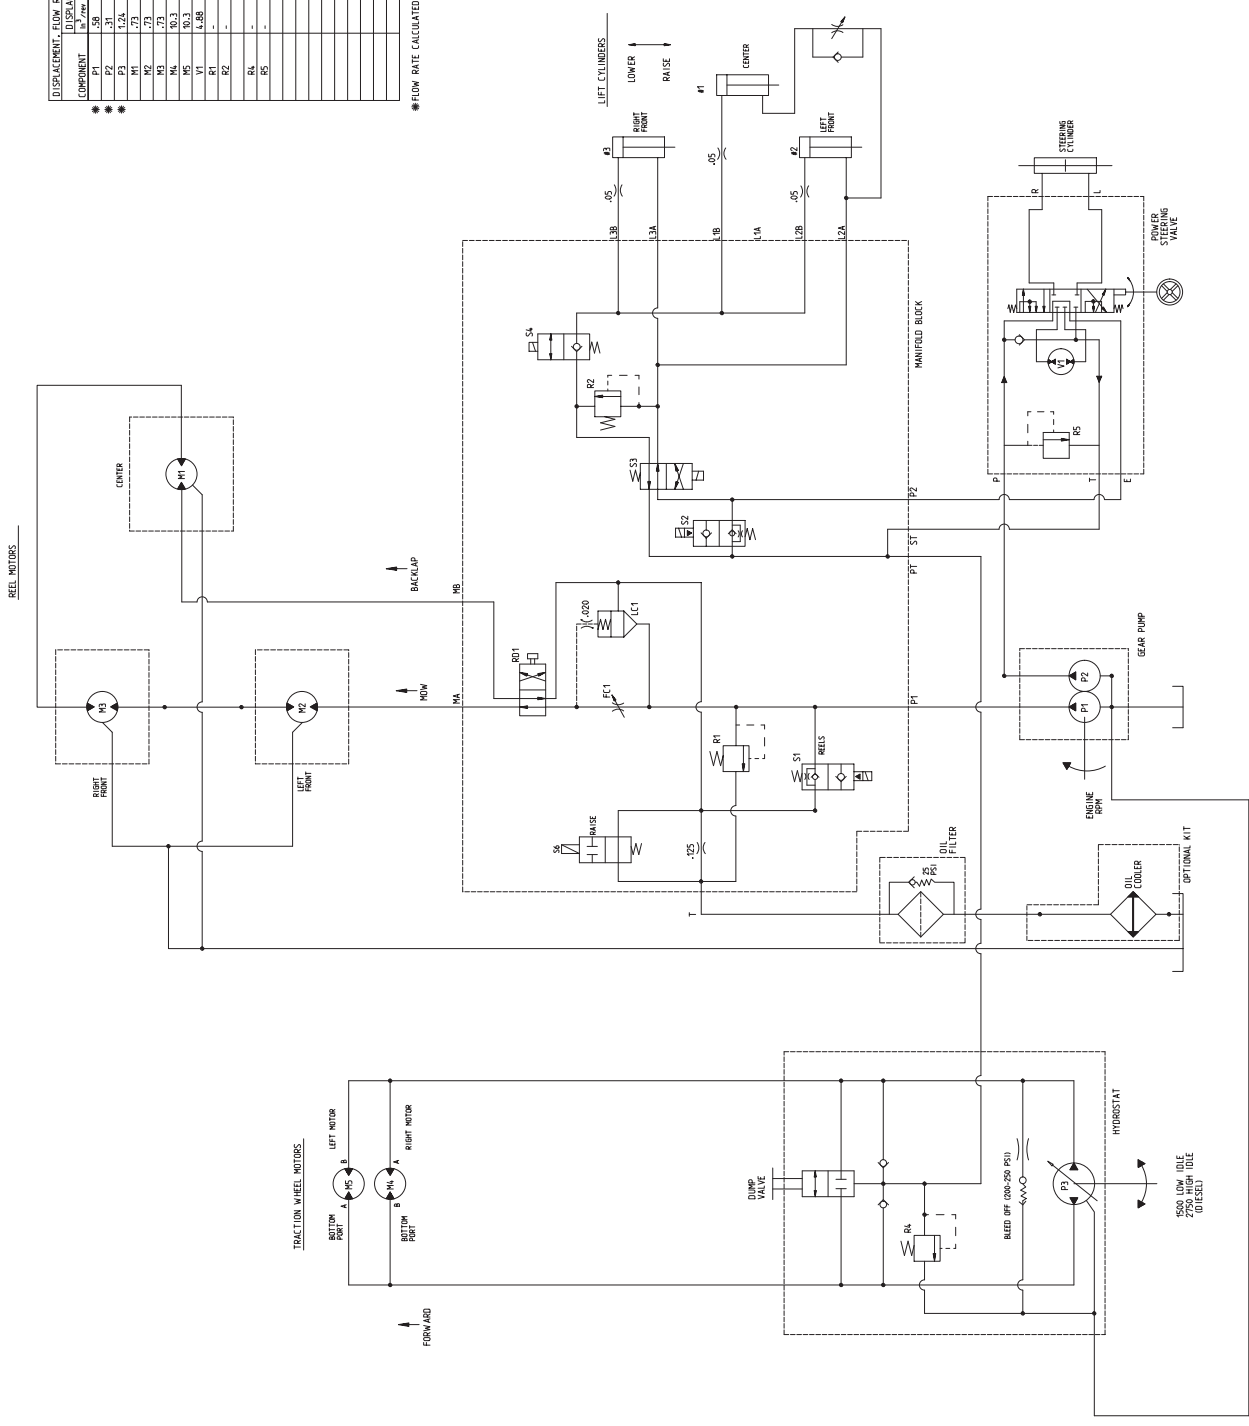 DISPLACEMENT, FLOW R
COMPONENT
DISPLA
in³/rev
* P1 .58
* P2 .31
* P3 1.24
M1 .73
M2 .73
M3 .73
M4 10.3
M5 10.3
V1 4.88
R1 -
R2 -
R4 -
R5 -
* FLOW RATE CALCULATED
LIFT CYLINDERS
LOWER
RAISE
#1
CENTER
#3
RIGHT
FRONT
#2
LEFT
FRONT
.05
.05
.05
L3B
L3A
L1B
L1A
L2B
L2A
STEERING
CYLINDER
R
L
POWER
STEERING
VALVE
V1
R5
P
T
E
MANIFOLD BLOCK
S4
R2
S3
S2
P2
ST
PT
REEL MOTORS
CENTER
M1
BACKLAP
MB
M3
M2
RIGHT
FRONT
LEFT
FRONT
MOW
MA
RD1
.020
LC1
FC1
P1
R1
S1
REELS
S6
RAISE
.125
T
GEAR PUMP
P2
P1
ENGINE
RPM
OIL
FILTER
25
PSI
OIL
COOLER
OPTIONAL KIT
TRACTION WHEEL MOTORS
LEFT MOTOR
B
M5
A
BOTTOM
PORT
RIGHT MOTOR
A
M4
B
BOTTOM
PORT
FORWARD
DUMP
VALVE
R4
BLEED OFF (200-250 PSI)
P3
HYDROSTAT
1500 LOW IDLE
2750 HIGH IDLE
(DIESEL)